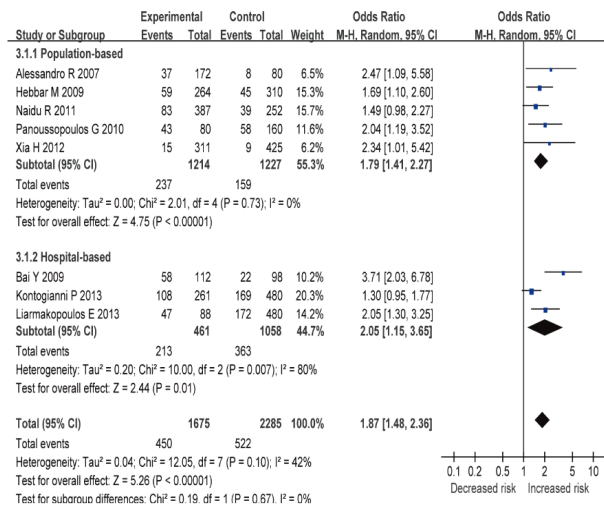 Experimental Control Odds Ratio Odds Ratio
Study or Subgroup Events Total Events Total Weight M-H. Random. 95% CI M-H. Random. 95% CI
3.1.1 Population-based
Alessandro R 2007 37 172 8 80 6.5% 2.47 [1.09, 5.58]
Hebbar M 2009 59 264 45 310 15.3% 1.69 [1.10, 2.60]
Naidu R 2011 83 387 39 252 15.6% 1.49 [0.98, 2.27]
Panoussopoulos G 2010 43 80 58 160 11.7% 2.04 [1.19, 3.52]
Xia H 2012 15 311 9 425 6.2% 2.34 [1.01, 5.42]
Subtotal (95% CI) 1214 1227 55.3% 1.79 [1.41, 2.27]
Total events 237 159
Heterogeneity: Tau² = 0.00; Chi² = 2.01, df = 4 (P = 0.73); I² = 0%
Test for overall effect: Z = 4.75 (P < 0.00001)
3.1.2 Hospital-based
Bai Y 2009 58 112 22 98 10.2% 3.71 [2.03, 6.78]
Kontogianni P 2013 108 261 169 480 20.3% 1.30 [0.95, 1.77]
Liarmakopoulos E 2013 47 88 172 480 14.2% 2.05 [1.30, 3.25]
Subtotal (95% CI) 461 1058 44.7% 2.05 [1.15, 3.65]
Total events 213 363
Heterogeneity: Tau² = 0.20; Chi² = 10.00, df = 2 (P = 0.007); I² = 80%
Test for overall effect: Z = 2.44 (P = 0.01)
Total (95% CI) 1675 2285 100.0% 1.87 [1.48, 2.36]
Total events 450 522
Heterogeneity: Tau² = 0.04; Chi² = 12.05, df = 7 (P = 0.10); I² = 42%
Test for overall effect: Z = 5.26 (P < 0.00001)
Test for subgroup differences: Chi² = 0.19. df = 1 (P = 0.67). I² = 0%
0.1 0.2 0.5 1 2 5 10
Decreased risk Increased risk